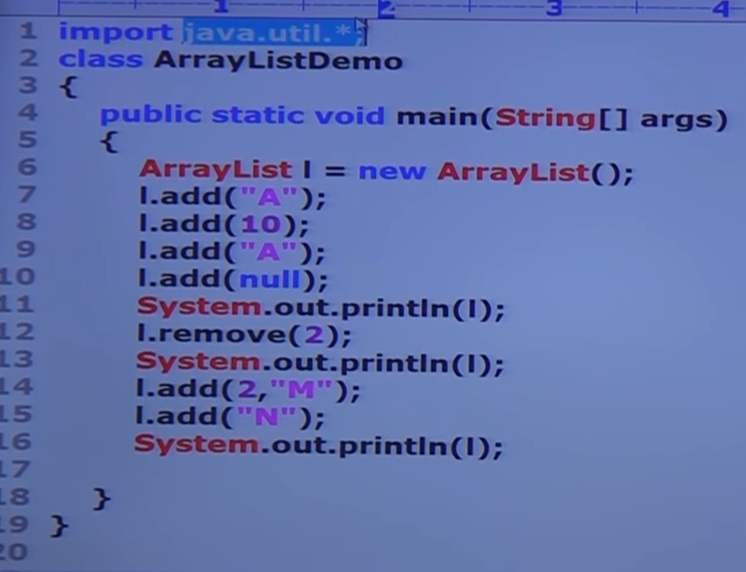 1 2 3 4
1 import java.util.*;
2 class ArrayListDemo
3 {
4 public static void main(String[] args)
5 {
6 ArrayList l = new ArrayList();
7 l.add("A");
8 l.add(10);
9 l.add("A");
10 l.add(null);
11 System.out.println(l);
12 l.remove(2);
13 System.out.println(l);
14 l.add(2,"M");
15 l.add("N");
16 System.out.println(l);
17
18 }
19 }
20